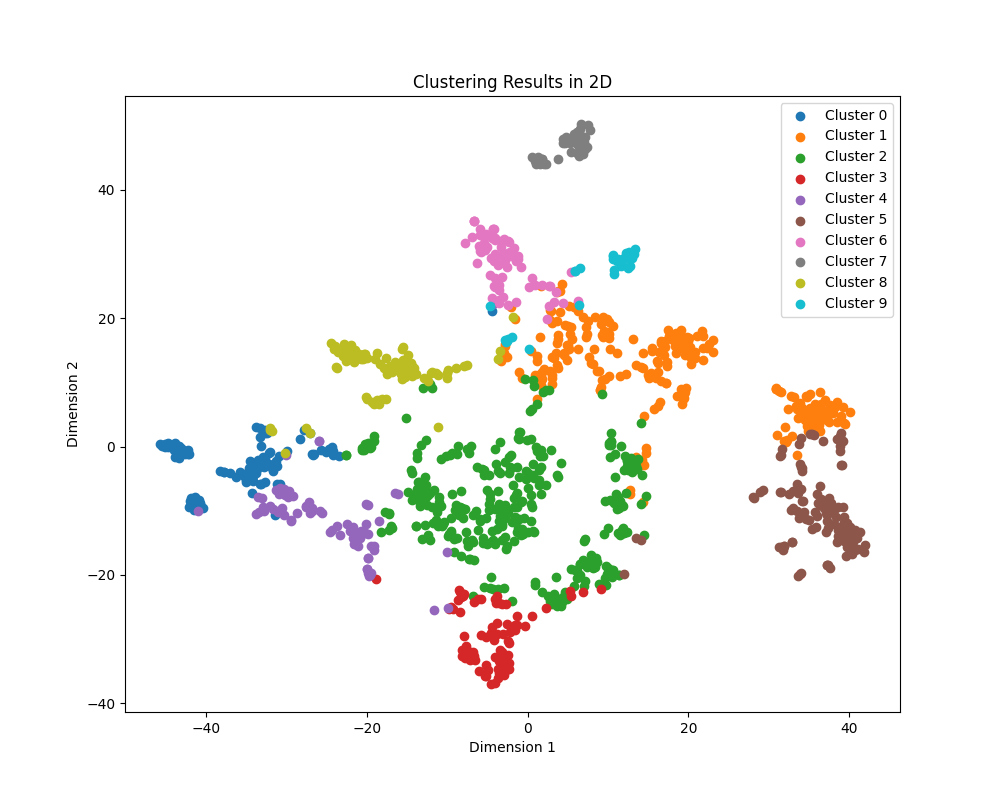 Clustering Results in 2D
Cluster 0
Cluster 1
Cluster 2
Cluster 3
Cluster 4
Cluster 5
Cluster 6
Cluster 7
Cluster 8
Cluster 9
40
20
0
−20
−40
Dimension 2
−40 −20 0 20 40
Dimension 1